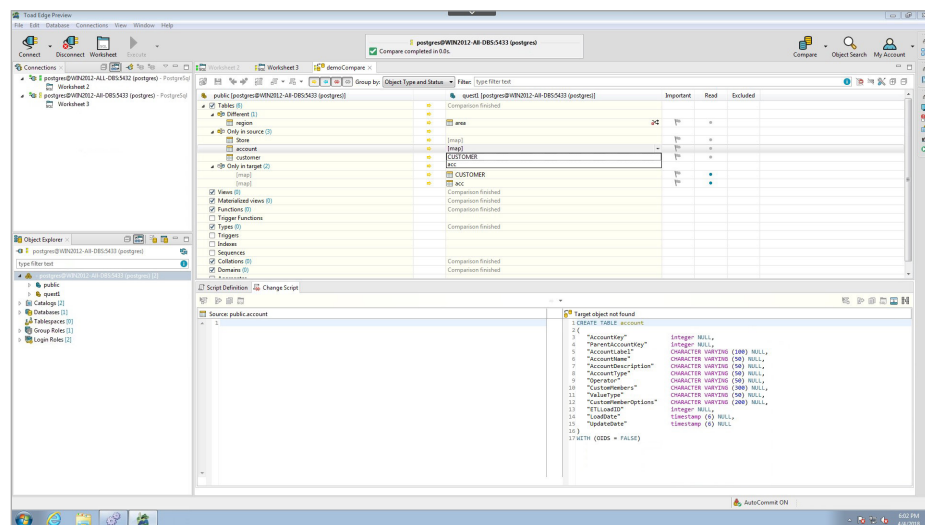 Toad Edge Preview
File Edit Database Connections View Window Help
Connect Disconnect Worksheet Execute
postgres@WIN2012-All-DBS:5433 (postgres)
Compare completed in 0.0s.
Compare Object Search My Account
Connections
Worksheet 2 Worksheet 3 demoCompare
postgres@WIN2012-ALL-DBS:5432 (postgres) - PostgreSql
Worksheet 2
postgres@WIN2012-All-DBS:5433 (postgres) - PostgreSql
Worksheet 3
Group by: Object Type and Status Filter: type filter text
public [postgres@WIN2012-All-DBS:5433 (postgres)] quest1 [postgres@WIN2012-All-DBS:5433 (postgres)] Important Read Excluded
Tables (6) Comparison finished
Different (1)
region area
Only in source (3)
Store [map]
account [map]
customer CUSTOMER
acc
Only in target (2)
[map] CUSTOMER
[map] acc
Views (0) Comparison finished
Materialized views (0) Comparison finished
Functions (0) Comparison finished
Trigger Functions
Types (0) Comparison finished
Triggers
Indexes
Sequences
Collations (0) Comparison finished
Domains (0) Comparison finished
Object Explorer
postgres@WIN2012-All-DBS:5433 (postgres)
type filter text
postgres@WIN2012-All-DBS:5433 (postgres) [2]
public
quest1
Catalogs [2]
Databases [1]
Tablespaces [0]
Group Roles [1]
Login Roles [2]
Script Definition Change Script
Source: public.account
1
Target object not found
1 CREATE TABLE account
2 (
3 "AccountKey" integer NULL,
4 "ParentAccountKey" integer NULL,
5 "AccountLabel" CHARACTER VARYING (100) NULL,
6 "AccountName" CHARACTER VARYING (50) NULL,
7 "AccountDescription" CHARACTER VARYING (50) NULL,
8 "AccountType" CHARACTER VARYING (50) NULL,
9 "Operator" CHARACTER VARYING (50) NULL,
10 "CustomMembers" CHARACTER VARYING (300) NULL,
11 "ValueType" CHARACTER VARYING (50) NULL,
12 "CustomMemberOptions" CHARACTER VARYING (200) NULL,
13 "ETLLoadID" integer NULL,
14 "LoadDate" timestamp (6) NULL,
15 "UpdateDate" timestamp (6) NULL
16 )
17 WITH (OIDS = FALSE)
AutoCommit ON
6:02 PM
4/4/2018